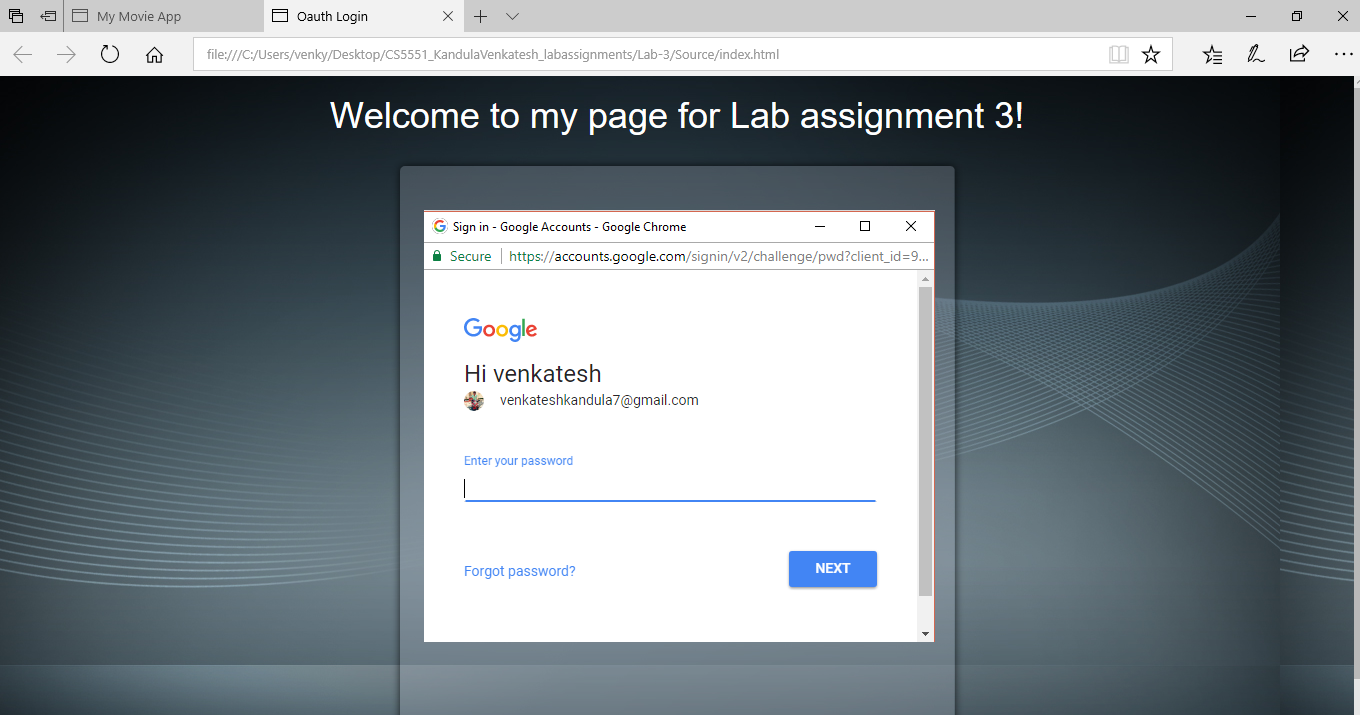 My Movie App
Oauth Login
file:///C:/Users/venky/Desktop/CS5551_KandulaVenkatesh_labassignments/Lab-3/Source/index.html
Welcome to my page for Lab assignment 3!
Sign in - Google Accounts - Google Chrome
Secure https://accounts.google.com/signin/v2/challenge/pwd?client_id=9...
Google
Hi venkatesh
venkateshkandula7@gmail.com
Enter your password
Forgot password?
NEXT